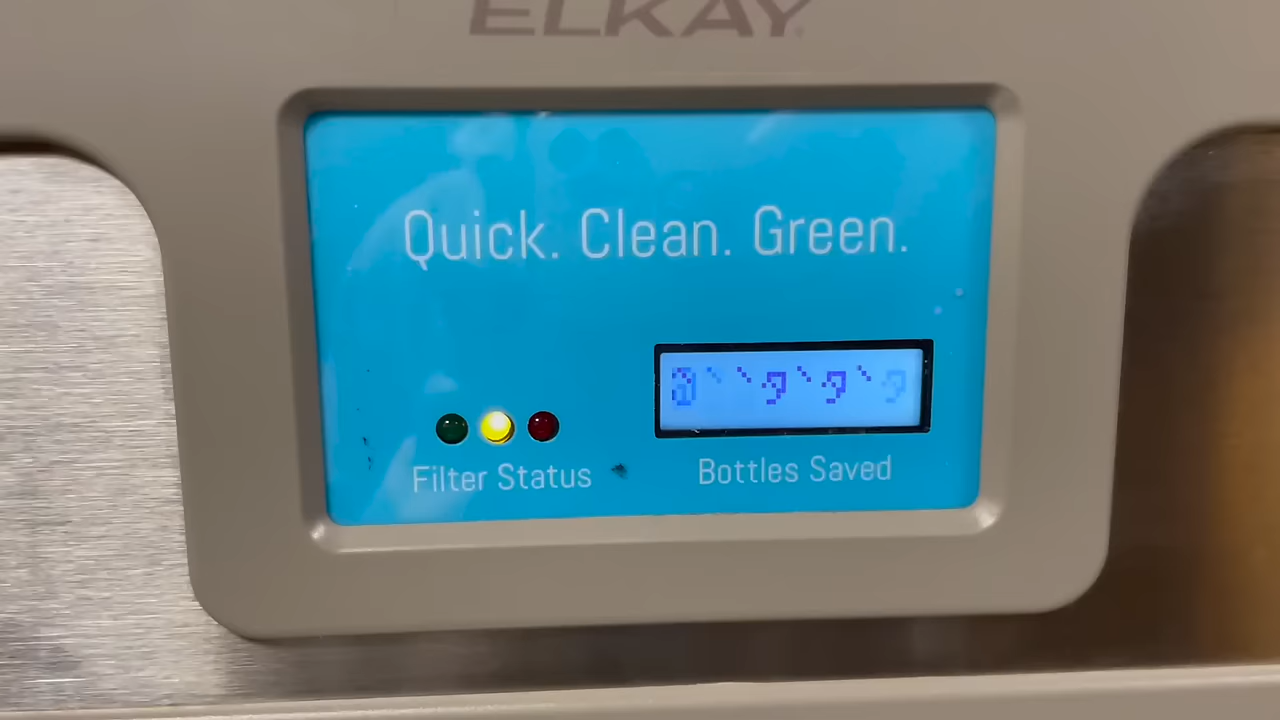 ELKAY
Quick. Clean. Green.
Filter Status
Bottles Saved